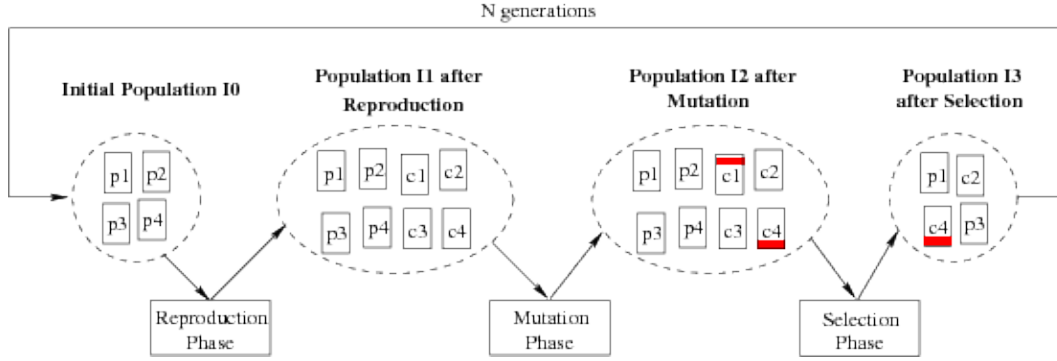 N generations
Initial Population I0
Population I1 after
Reproduction
Population I2 after
Mutation
Population I3
after Selection
p1 p2
p3 p4
p1 p2 c1 c2
p3 p4 c3 c4
p1 p2 c1 c2
p3 p4 c3 c4
p1 c2
c4 p3
Reproduction
Phase
Mutation
Phase
Selection
Phase